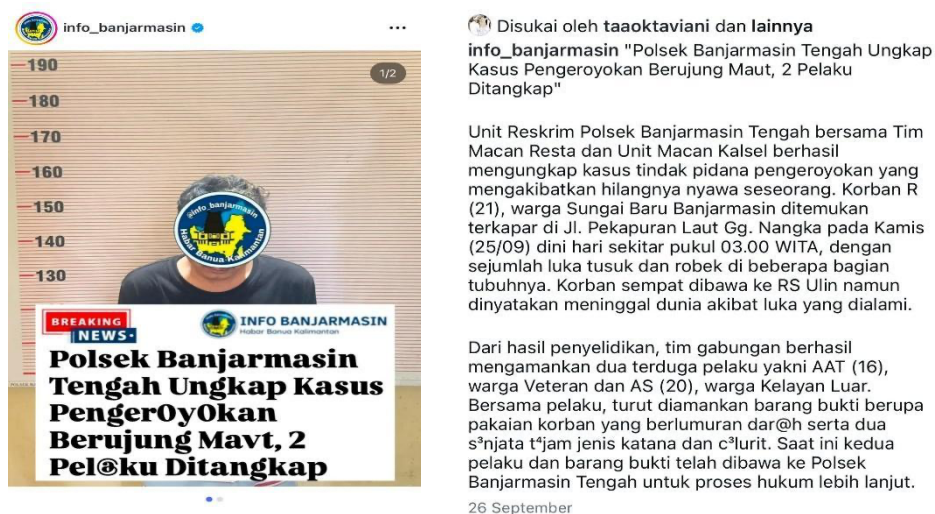 info_banjarmasin
1/2
190
180
170
160
150
140
130
@info_banjarmasin
Habar Banua Kalimantan
BREAKING
NEWS
INFO BANJARMASIN
Habar Banua Kalimantan
Polsek Banjarmasin
Tengah Ungkap Kasus
Penger0y0kan
Berujung Mavt, 2
Pel@ku Ditangkap
Disukai oleh taaoktaviani dan lainnya
info_banjarmasin "Polsek Banjarmasin Tengah Ungkap
Kasus Pengeroyokan Berujung Maut, 2 Pelaku
Ditangkap"
Unit Reskrim Polsek Banjarmasin Tengah bersama Tim
Macan Resta dan Unit Macan Kalsel berhasil
mengungkap kasus tindak pidana pengeroyokan yang
mengakibatkan hilangnya nyawa seseorang. Korban R
(21), warga Sungai Baru Banjarmasin ditemukan
terkapar di Jl. Pekapuran Laut Gg. Nangka pada Kamis
(25/09) dini hari sekitar pukul 03.00 WITA, dengan
sejumlah luka tusuk dan robek di beberapa bagian
tubuhnya. Korban sempat dibawa ke RS Ulin namun
dinyatakan meninggal dunia akibat luka yang dialami.
Dari hasil penyelidikan, tim gabungan berhasil
mengamankan dua terduga pelaku yakni AAT (16),
warga Veteran dan AS (20), warga Kelayan Luar.
Bersama pelaku, turut diamankan barang bukti berupa
pakaian korban yang berlumuran dar@h serta dua
s³njata t⁴jam jenis katana dan c³lurit. Saat ini kedua
pelaku dan barang bukti telah dibawa ke Polsek
Banjarmasin Tengah untuk proses hukum lebih lanjut.
26 September